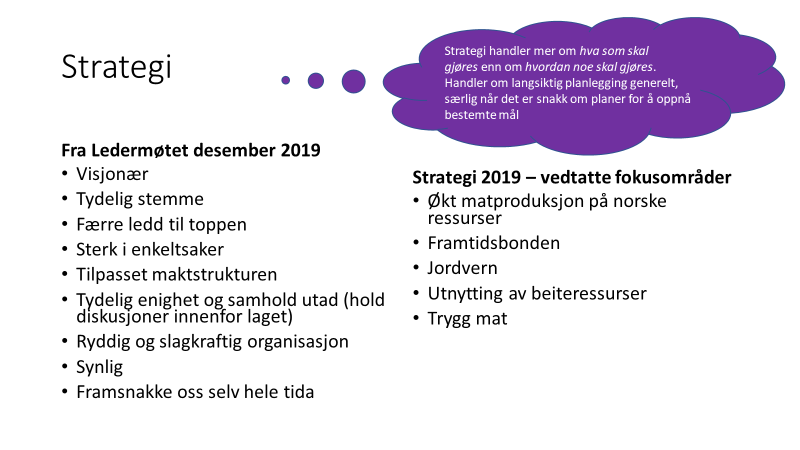 Strategi
Strategi handler mer om hva som skal
gjøres enn om hvordan noe skal gjøres.
Handler om langsiktig planlegging generelt,
særlig når det er snakk om planer for å oppnå
bestemte mål
Fra Ledermøtet desember 2019
• Visjonær
• Tydelig stemme
• Færre ledd til toppen
• Sterk i enkeltsaker
• Tilpasset maktstrukturen
• Tydelig enighet og samhold utad (hold
diskusjoner innenfor laget)
• Ryddig og slagkraftig organisasjon
• Synlig
• Framsnakke oss selv hele tida
Strategi 2019 – vedtatte fokusområder
• Økt matproduksjon på norske
ressurser
• Framtidsbonden
• Jordvern
• Utnytting av beiteressurser
• Trygg mat